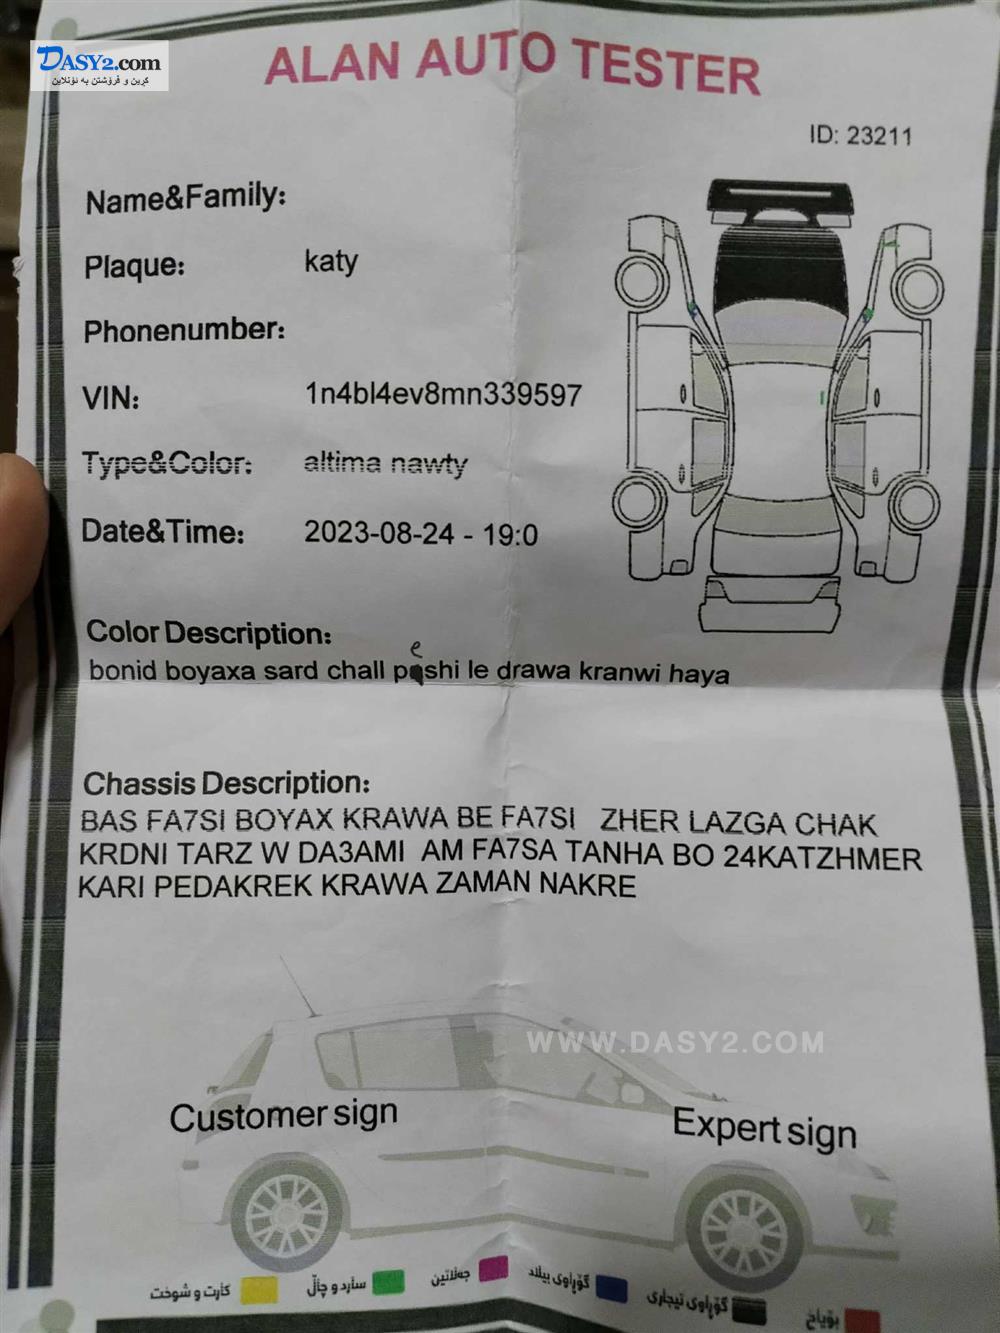 DASY2.com
کڕین و فرۆشتن بە ئۆنلاین
ALAN AUTO TESTER
ID: 23211
Name&Family:
Plaque: katy
Phonenumber:
VIN: 1n4bl4ev8mn339597
Type&Color: altima nawty
Date&Time: 2023-08-24 - 19:0
Color Description:
bonid boyaxa sard chall peshi le drawa kranwi haya
Chassis Description:
BAS FA7SI BOYAX KRAWA BE FA7SI ZHER LAZGA CHAK
KRDNI TARZ W DA3AMI AM FA7SA TANHA BO 24KATZHMER
KARI PEDAKREK KRAWA ZAMAN NAKRE
WWW.DASY2.COM
Customer sign
Expert sign
بۆیاخ
گۆڕاوی تیجاری
گۆڕاوی بیلاد
جەلاتین
سارد و چاڵ
کارت و شوخت